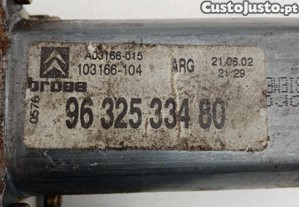 CustoJusto.pt
A03166-015
103166-104 ARG 21.06.02
21:29
brose
0576
96 325 334 80